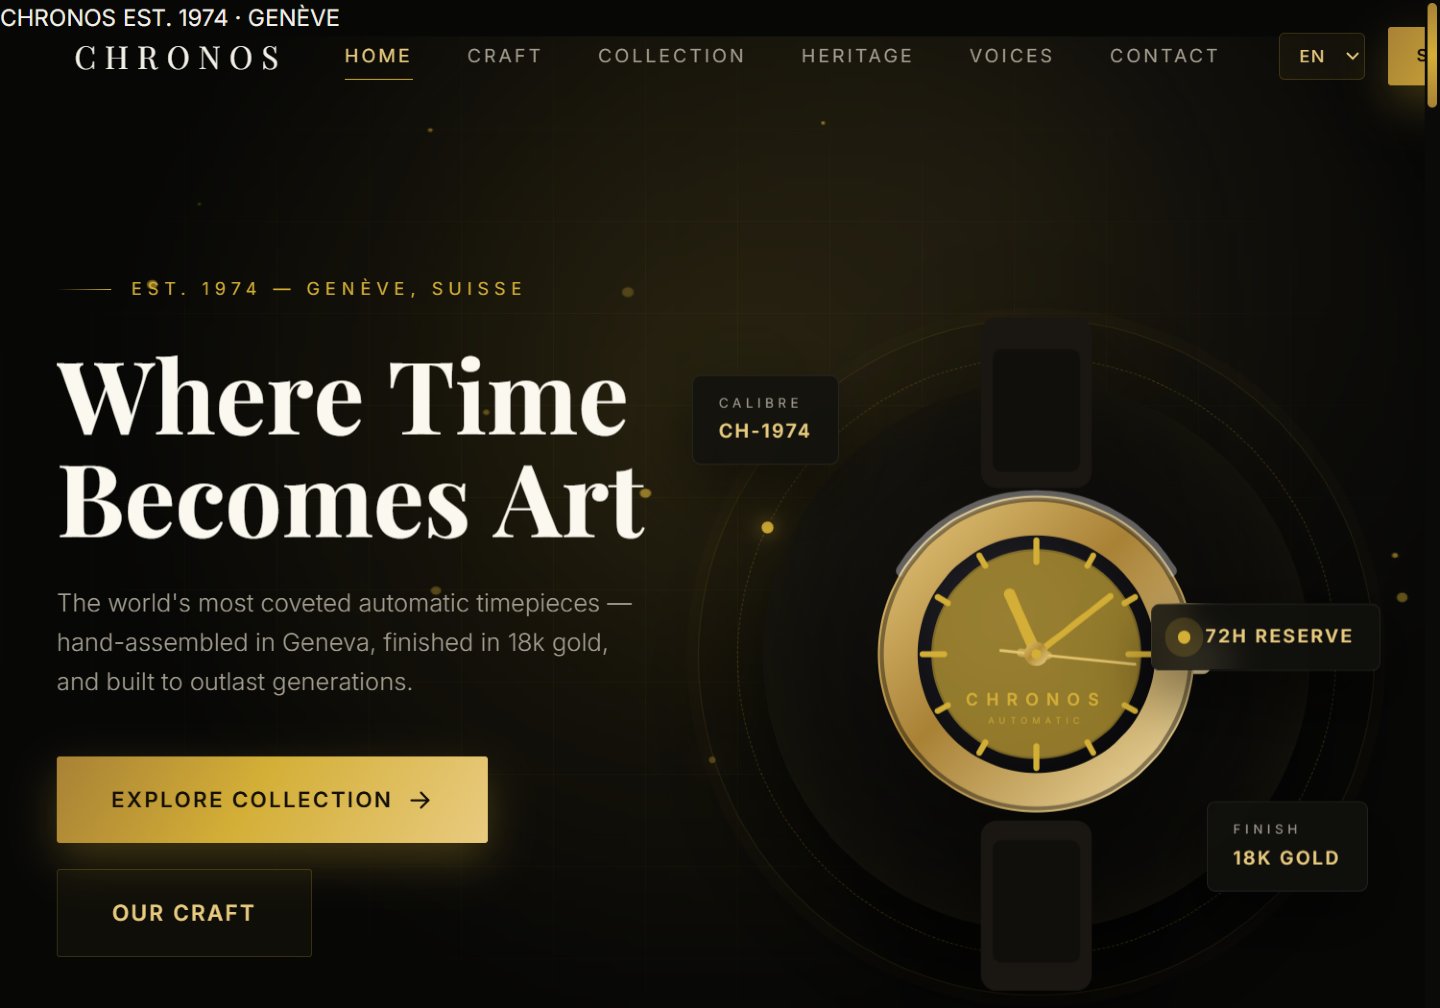 CHRONOS EST. 1974 · GENÈVE
CHRONOS
HOME
CRAFT
COLLECTION
HERITAGE
VOICES
CONTACT
EN
EST. 1974 — GENÈVE, SUISSE
Where Time
Becomes Art
The world's most coveted automatic timepieces —
hand-assembled in Geneva, finished in 18k gold,
and built to outlast generations.
EXPLORE COLLECTION →
OUR CRAFT
CALIBRE
CH-1974
72H RESERVE
CHRONOS
AUTOMATIC
FINISH
18K GOLD